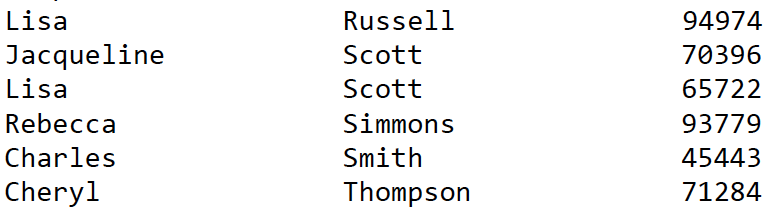 Lisa Russell 94974
Jacqueline Scott 70396
Lisa Scott 65722
Rebecca Simmons 93779
Charles Smith 45443
Cheryl Thompson 71284